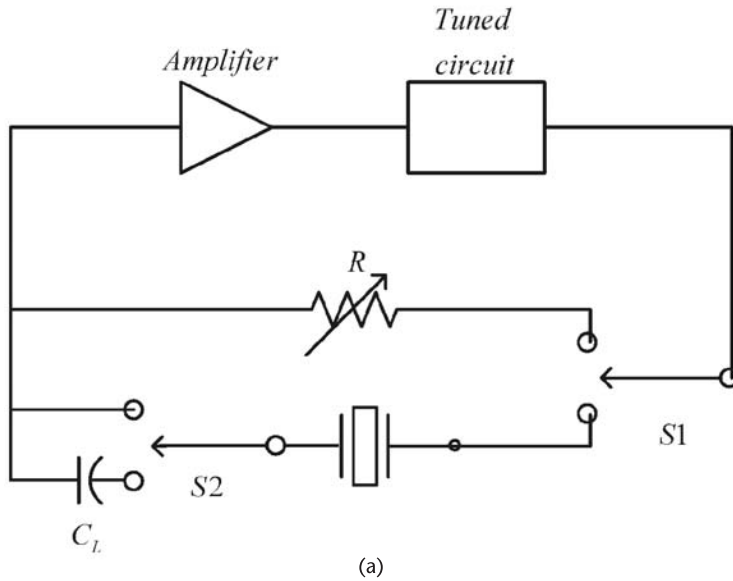 Tuned
circuit
Amplifier
R
S1
S2
C_L
(a)